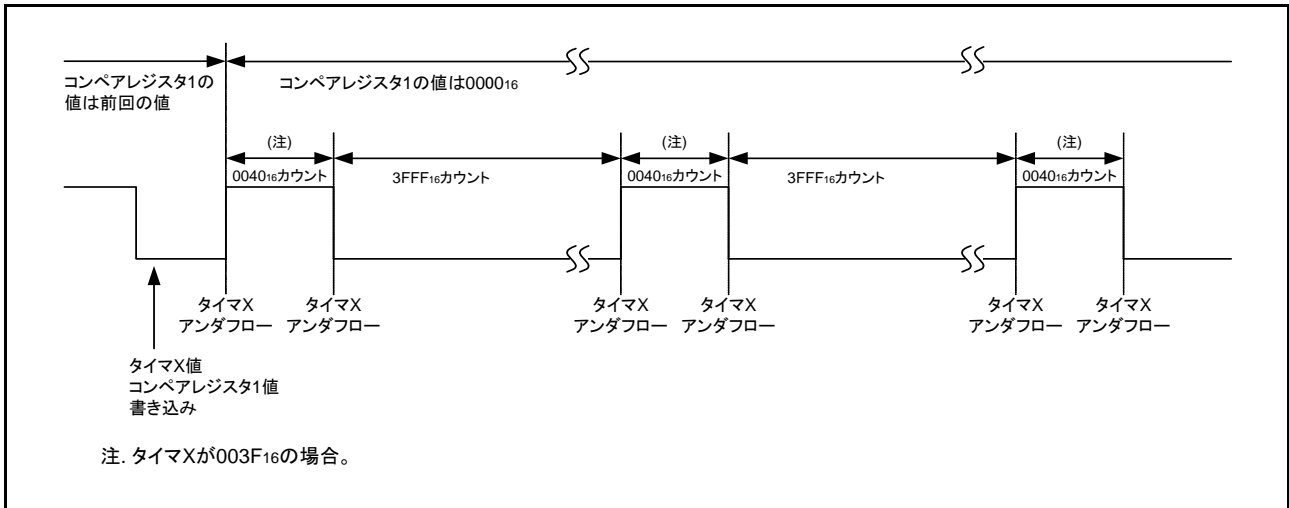 コンペアレジスタ1の
値は前回の値
コンペアレジスタ1の値は000016
(注)
(注)
(注)
004016カウント
3FFF16カウント
004016カウント
3FFF16カウント
004016カウント
タイマX
アンダフロー
タイマX
アンダフロー
タイマX
アンダフロー
タイマX
アンダフロー
タイマX
アンダフロー
タイマX
アンダフロー
タイマX値
コンペアレジスタ1値
書き込み
注. タイマXが003F16の場合。